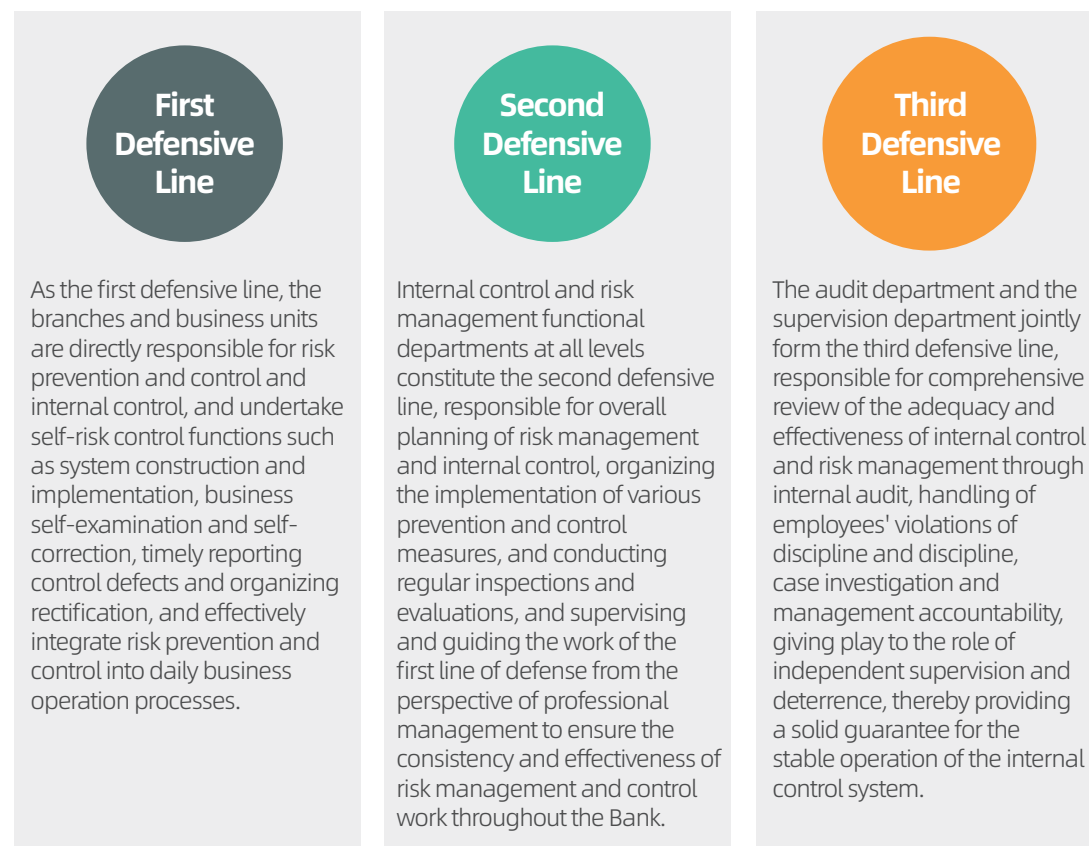 First
Defensive
Line
As the first defensive line, the
branches and business units
are directly responsible for risk
prevention and control and
internal control, and undertake
self-risk control functions such
as system construction and
implementation, business
self-examination and self-
correction, timely reporting
control defects and organizing
rectification, and effectively
integrate risk prevention and
control into daily business
operation processes.
Second
Defensive
Line
Internal control and risk
management functional
departments at all levels
constitute the second defensive
line, responsible for overall
planning of risk management
and internal control, organizing
the implementation of various
prevention and control
measures, and conducting
regular inspections and
evaluations, and supervising
and guiding the work of the
first line of defense from the
perspective of professional
management to ensure the
consistency and effectiveness of
risk management and control
work throughout the Bank.
Third
Defensive
Line
The audit department and the
supervision department jointly
form the third defensive line,
responsible for comprehensive
review of the adequacy and
effectiveness of internal control
and risk management through
internal audit, handling of
employees' violations of
discipline and discipline,
case investigation and
management accountability,
giving play to the role of
independent supervision and
deterrence, thereby providing
a solid guarantee for the
stable operation of the internal
control system.